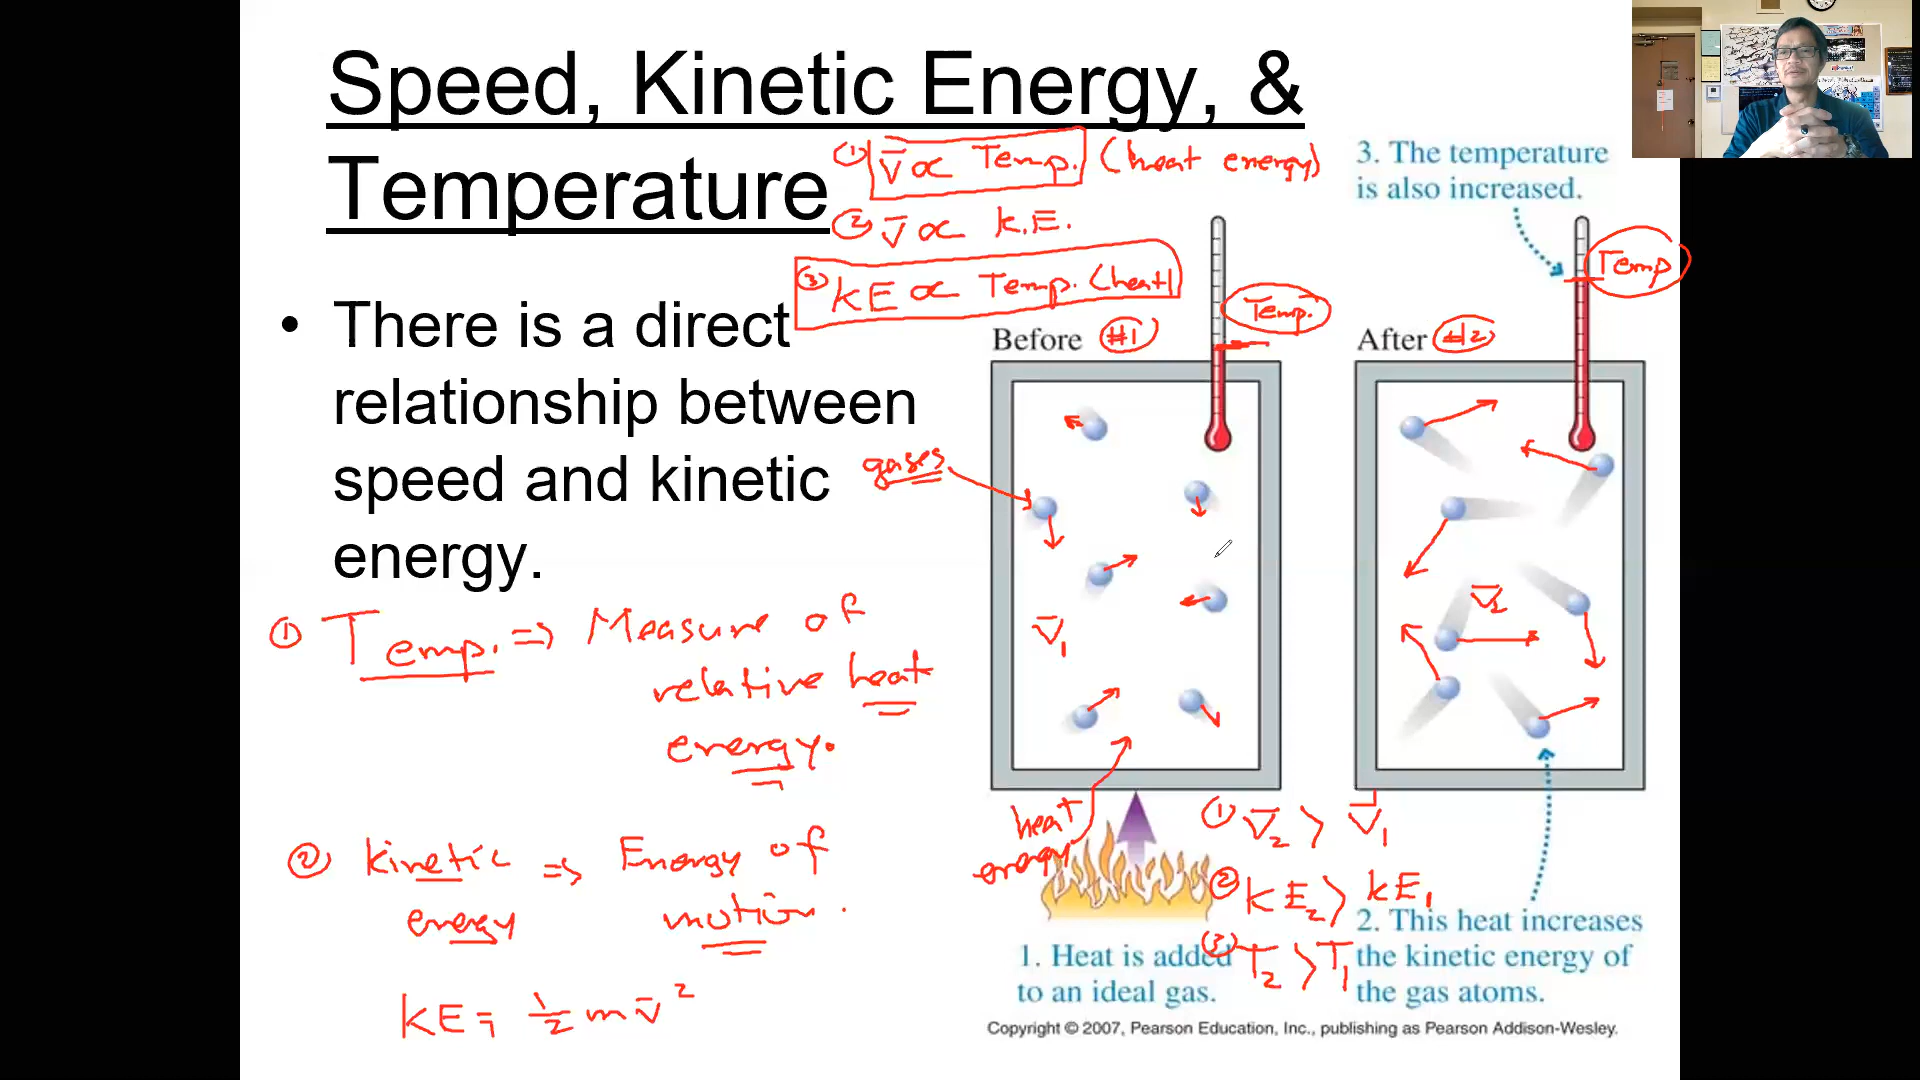 Speed, Kinetic Energy, &
Temperature
① v̄ ∝ Temp. (heat energy)
② v̄ ∝ K.E.
③ KE ∝ Temp. (heat)
• There is a direct
relationship between
speed and kinetic
energy.
gases
① Temp. => Measure of
relative heat
energy.
② kinetic => Energy of
energy motion.
KE = ½ m v̄²
3. The temperature
is also increased.
Temp
Temp.
Before #1
After #2
V̄₁
V̄₂
heat
energy
① V̄₂ > V̄₁
② KE₂ > KE₁
③ T₂ > T₁
1. Heat is added
to an ideal gas.
2. This heat increases
the kinetic energy of
the gas atoms.
Copyright © 2007, Pearson Education, Inc., publishing as Pearson Addison-Wesley.